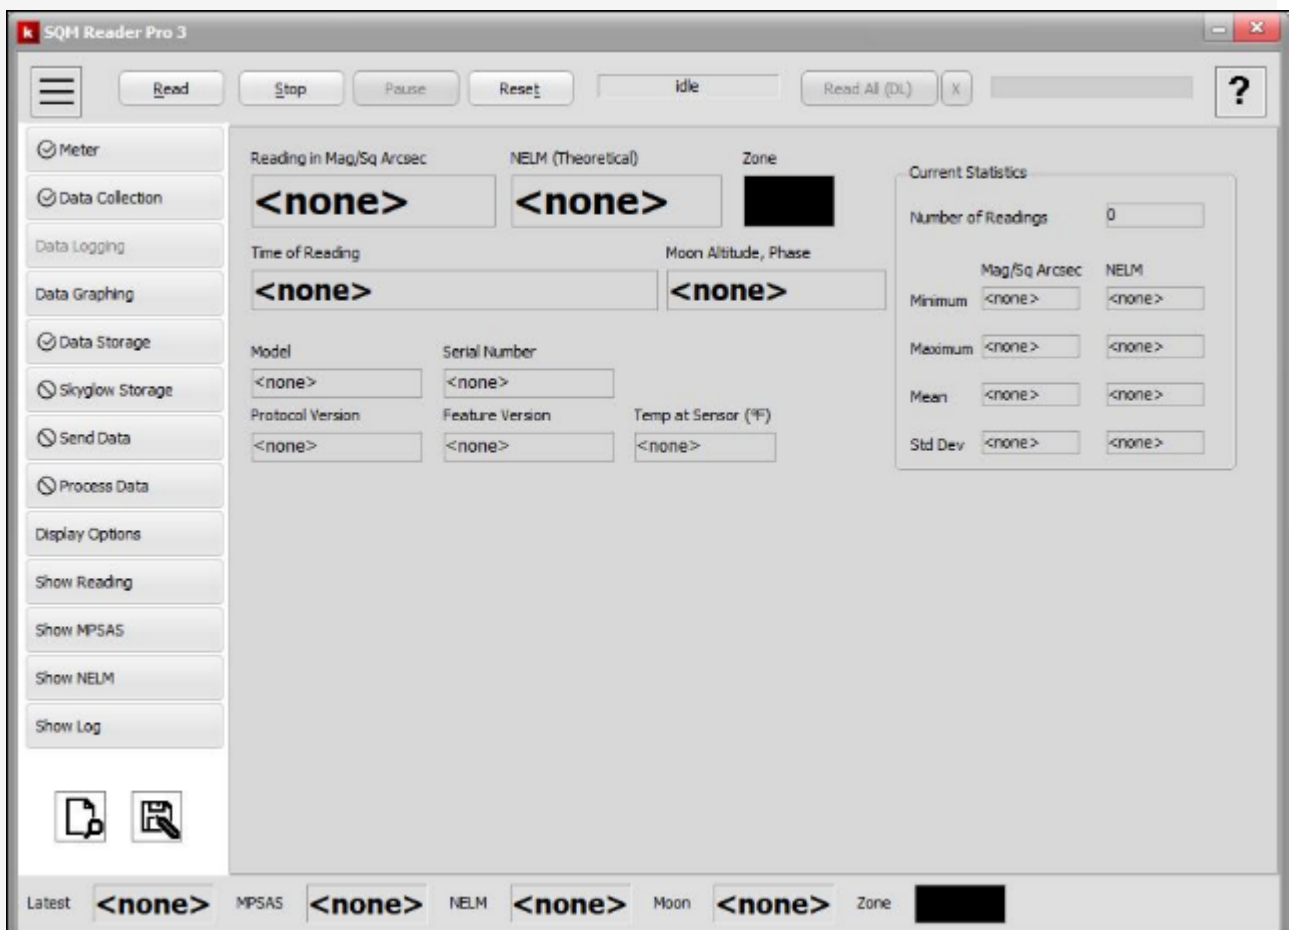 k SQM Reader Pro 3
Read Stop Pause Reset idle Read All (DL) X ?
Meter
Data Collection
Data Logging
Data Graphing
Data Storage
Skyglow Storage
Send Data
Process Data
Display Options
Show Reading
Show MPSAS
Show NELM
Show Log
Reading in Mag/Sq Arcsec NELM (Theoretical) Zone
<none> <none>
Time of Reading Moon Altitude, Phase
<none> <none>
Model Serial Number
<none> <none>
Protocol Version Feature Version Temp at Sensor (°F)
<none> <none> <none>
Current Statistics
Number of Readings 0
Mag/Sq Arcsec NELM
Minimum <none> <none>
Maximum <none> <none>
Mean <none> <none>
Std Dev <none> <none>
Latest <none> MPSAS <none> NELM <none> Moon <none> Zone